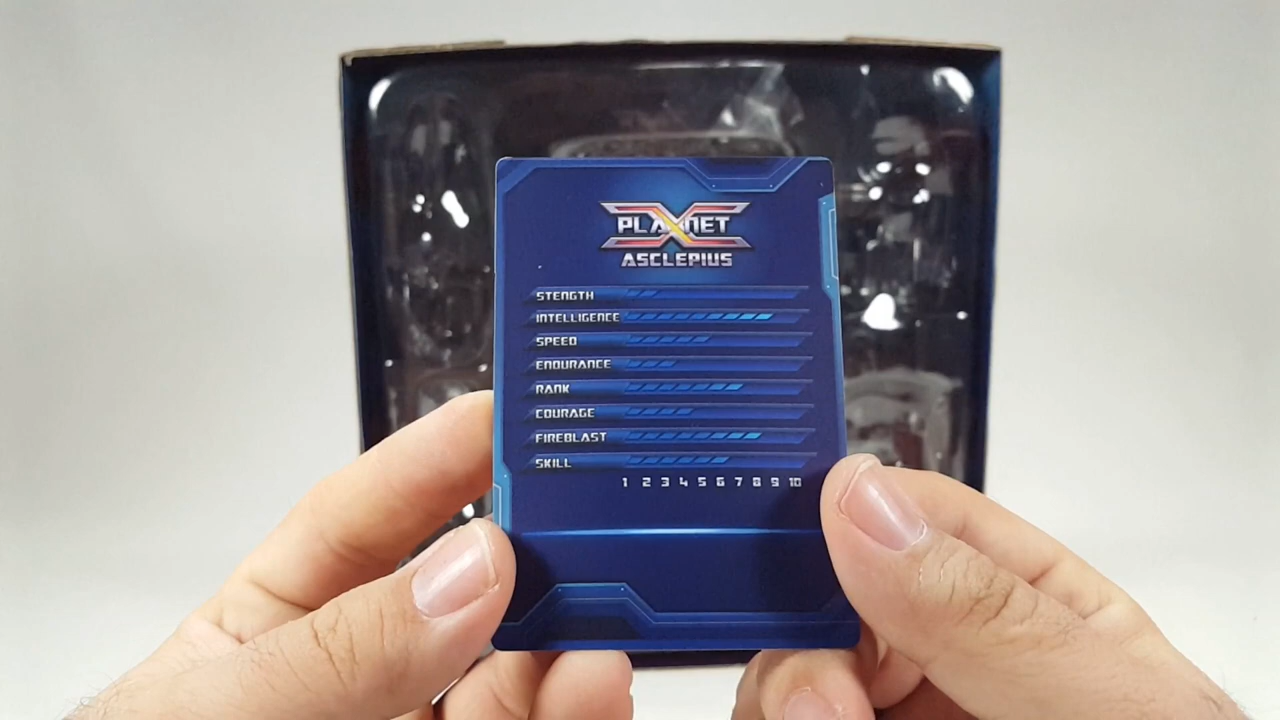 PLANET X
ASCLEPIUS
STENGTH
INTELLIGENCE
SPEED
ENDURANCE
RANK
COURAGE
FIREBLAST
SKILL
1 2 3 4 5 6 7 8 9 10